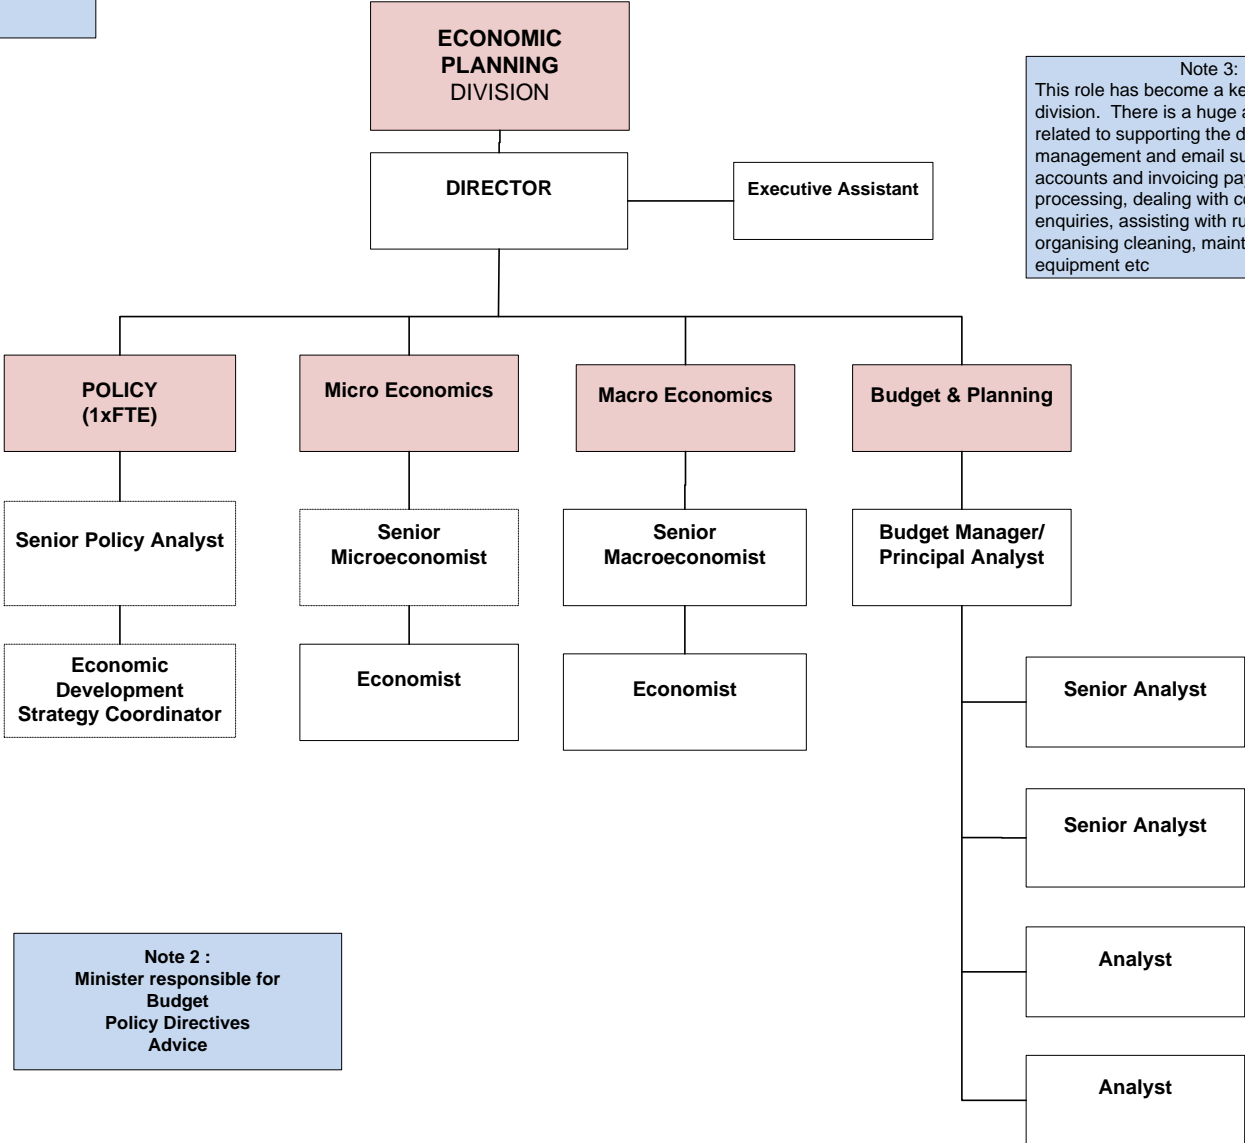 ECONOMIC
PLANNING
DIVISION
DIRECTOR
Executive Assistant
Note 3:
This role has become a ke
division. There is a huge a
related to supporting the d
management and email su
accounts and invoicing pay
processing, dealing with co
enquiries, assisting with ru
organising cleaning, maint
equipment etc
POLICY
(1xFTE)
Micro Economics
Macro Economics
Budget & Planning
Senior Policy Analyst
Senior
Microeconomist
Senior
Macroeconomist
Budget Manager/
Principal Analyst
Economic
Development
Strategy Coordinator
Economist
Economist
Senior Analyst
Senior Analyst
Analyst
Analyst
Note 2 :
Minister responsible for
Budget
Policy Directives
Advice